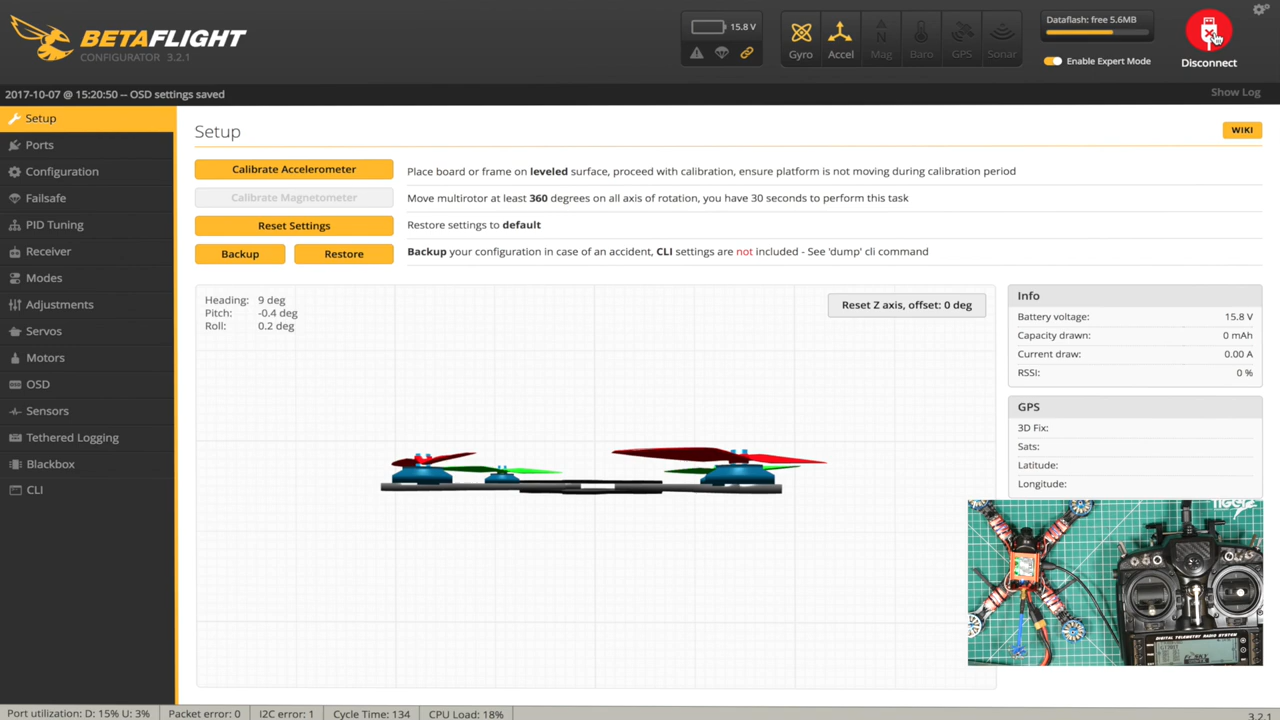 BETAFLIGHT
CONFIGURATOR 3.2.1
15.8 V
Gyro
Accel
Mag
Baro
GPS
Sonar
Dataflash: free 5.6MB
Enable Expert Mode
Disconnect
2017-10-07 @ 15:20:50 -- OSD settings saved
Show Log
Setup
Ports
Configuration
Failsafe
PID Tuning
Receiver
Modes
Adjustments
Servos
Motors
OSD
Sensors
Tethered Logging
Blackbox
CLI
Setup
WIKI
Calibrate Accelerometer
Place board or frame on leveled surface, proceed with calibration, ensure platform is not moving during calibration period
Calibrate Magnetometer
Move multirotor at least 360 degrees on all axis of rotation, you have 30 seconds to perform this task
Reset Settings
Restore settings to default
Backup
Restore
Backup your configuration in case of an accident, CLI settings are not included - See 'dump' cli command
Heading: 9 deg
Pitch: -0.4 deg
Roll: 0.2 deg
Reset Z axis, offset: 0 deg
Info
Battery voltage: 15.8 V
Capacity drawn: 0 mAh
Current draw: 0.00 A
RSSI: 0 %
GPS
3D Fix:
Sats:
Latitude:
Longitude:
DIGITAL TELEMETRY RADIO SYSTEM
Port utilization: D: 15% U: 3%
Packet error: 0
I2C error: 1
Cycle Time: 134
CPU Load: 18%
3.2.1